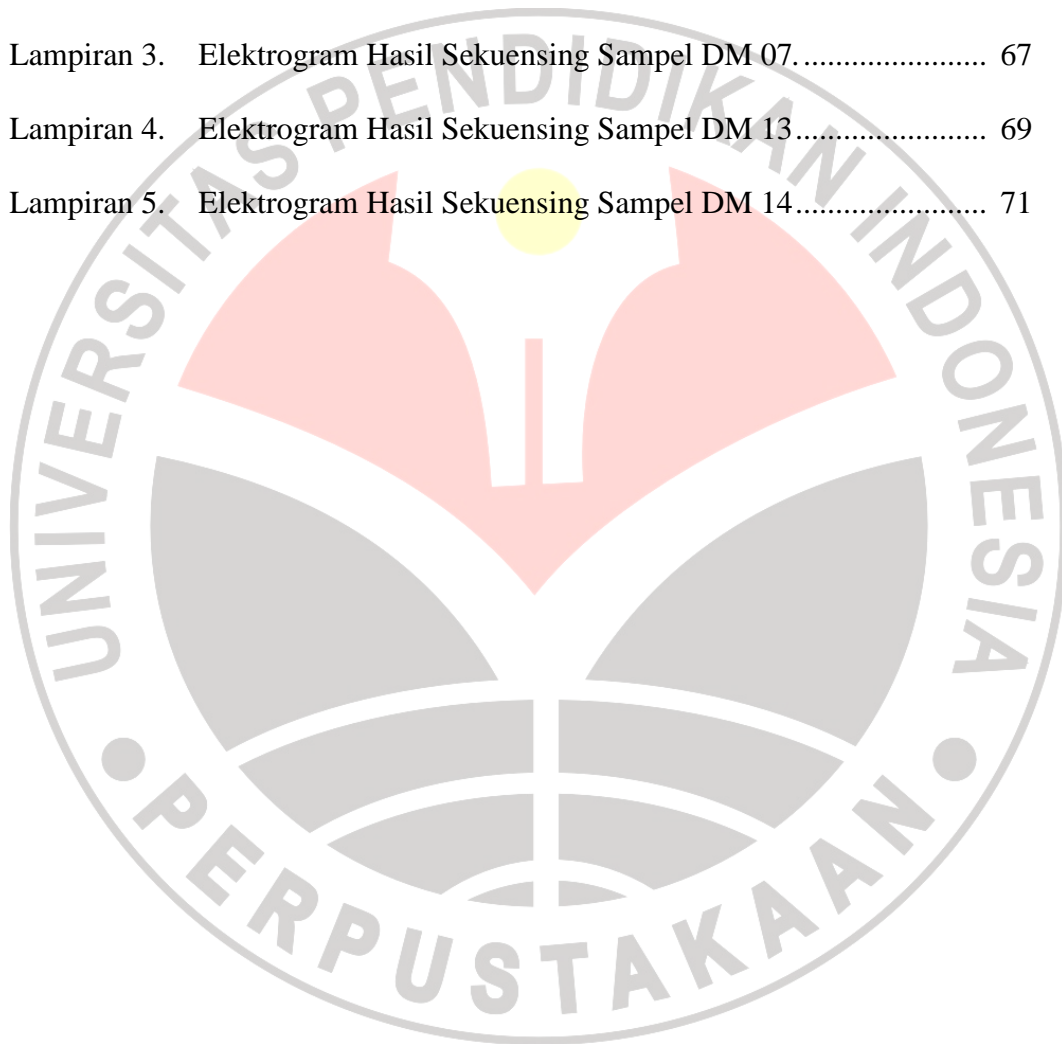 Lampiran 3. Elektrogram Hasil Sekuensing Sampel DM 07. ...................... 67
Lampiran 4. Elektrogram Hasil Sekuensing Sampel DM 13....................... 69
Lampiran 5. Elektrogram Hasil Sekuensing Sampel DM 14....................... 71
UNIVERSITAS PENDIDIKAN INDONESIA
PERPUSTAKAAN